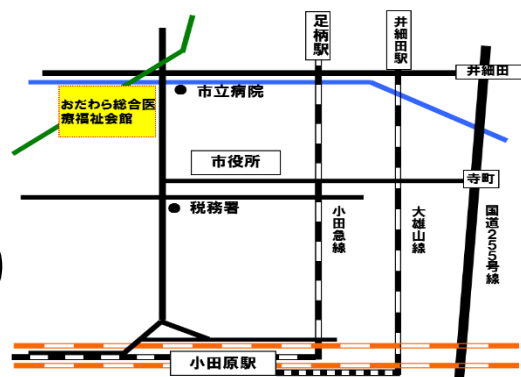 足柄駅
井細田駅
井細田
おだわら総合医
療福祉会館
市立病院
市役所
寺町
税務署
小田急線
大雄山線
国道255号線
小田原駅